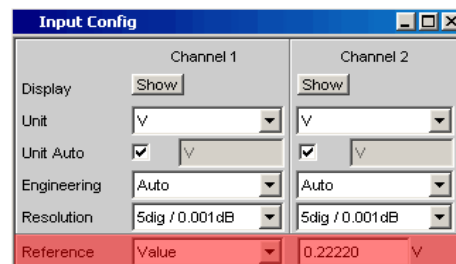 Input Config
Channel 1 Channel 2
Display Show Show
Unit V V
Unit Auto V V
Engineering Auto Auto
Resolution 5dig / 0.001dB 5dig / 0.001dB
Reference Value 0.22220 V